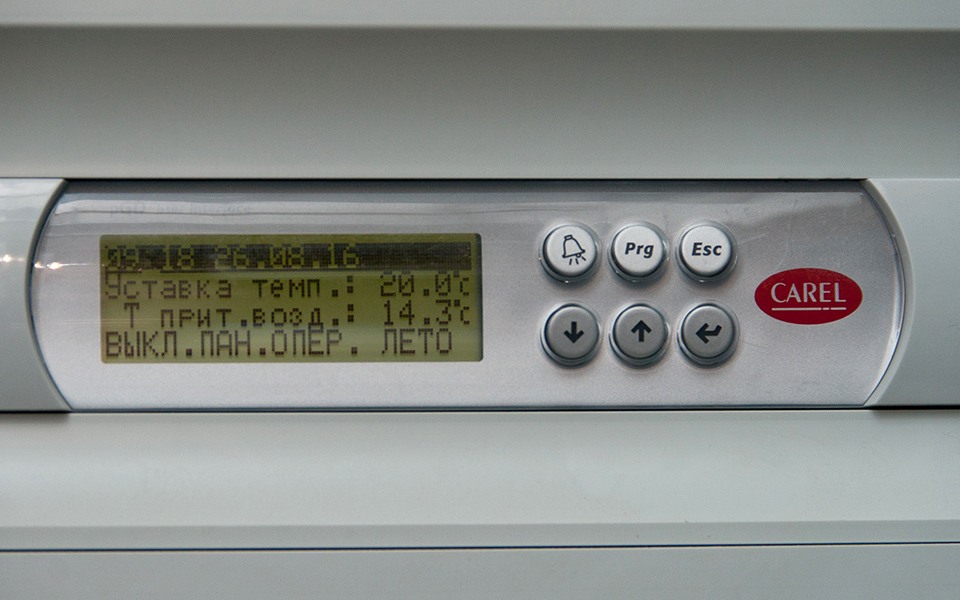 09:18 26.08.16
Уставка темп.: 20.0°c
T прит.возд.: 14.3°c
ВЫКЛ.ПАН.ОПЕР. ЛЕТО
Prg Esc
CAREL